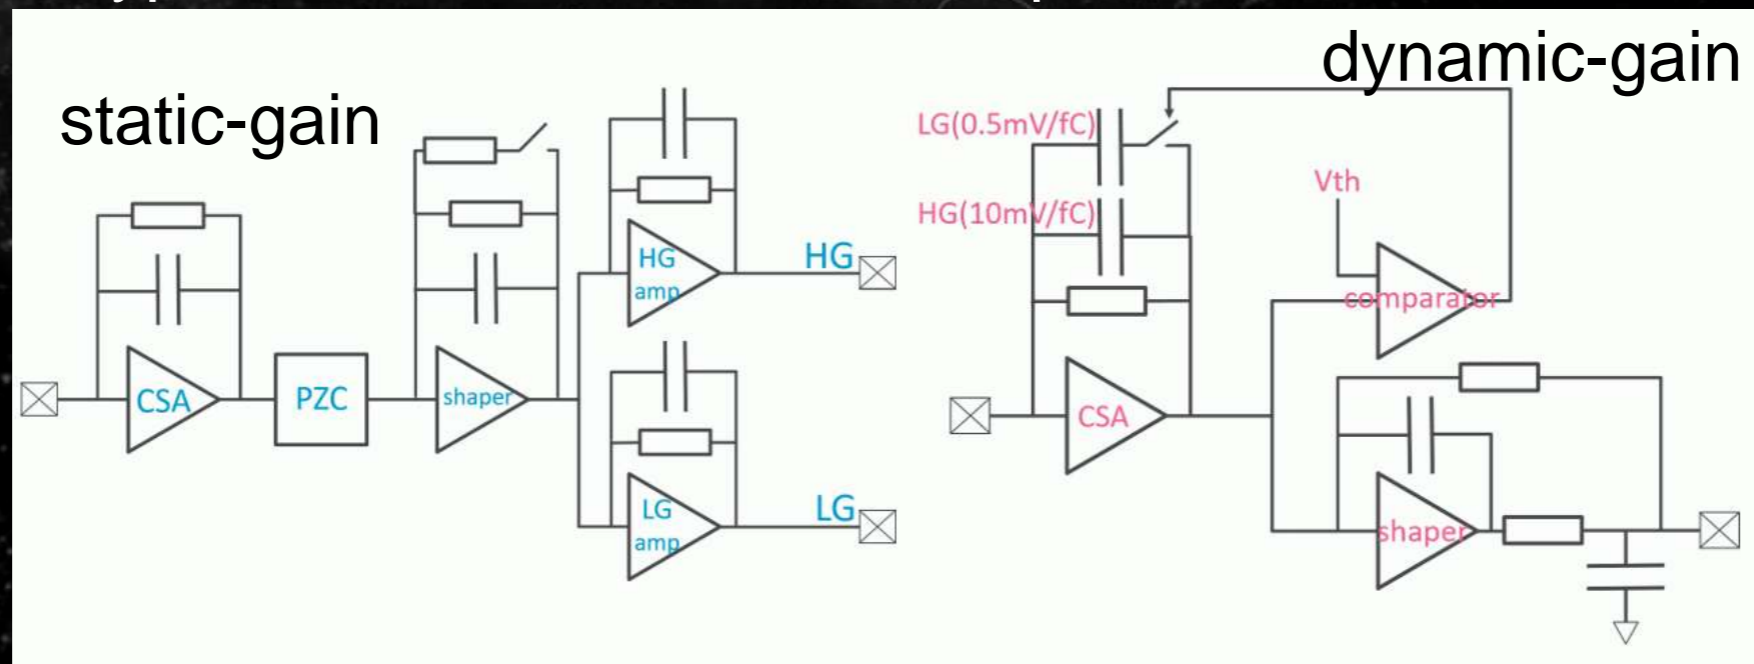 static-gain
CSA
PZC
shaper
HG
amp
HG
LG
amp
LG
dynamic-gain
LG(0.5mV/fC)
HG(10mV/fC)
Vth
comparator
CSA
shaper